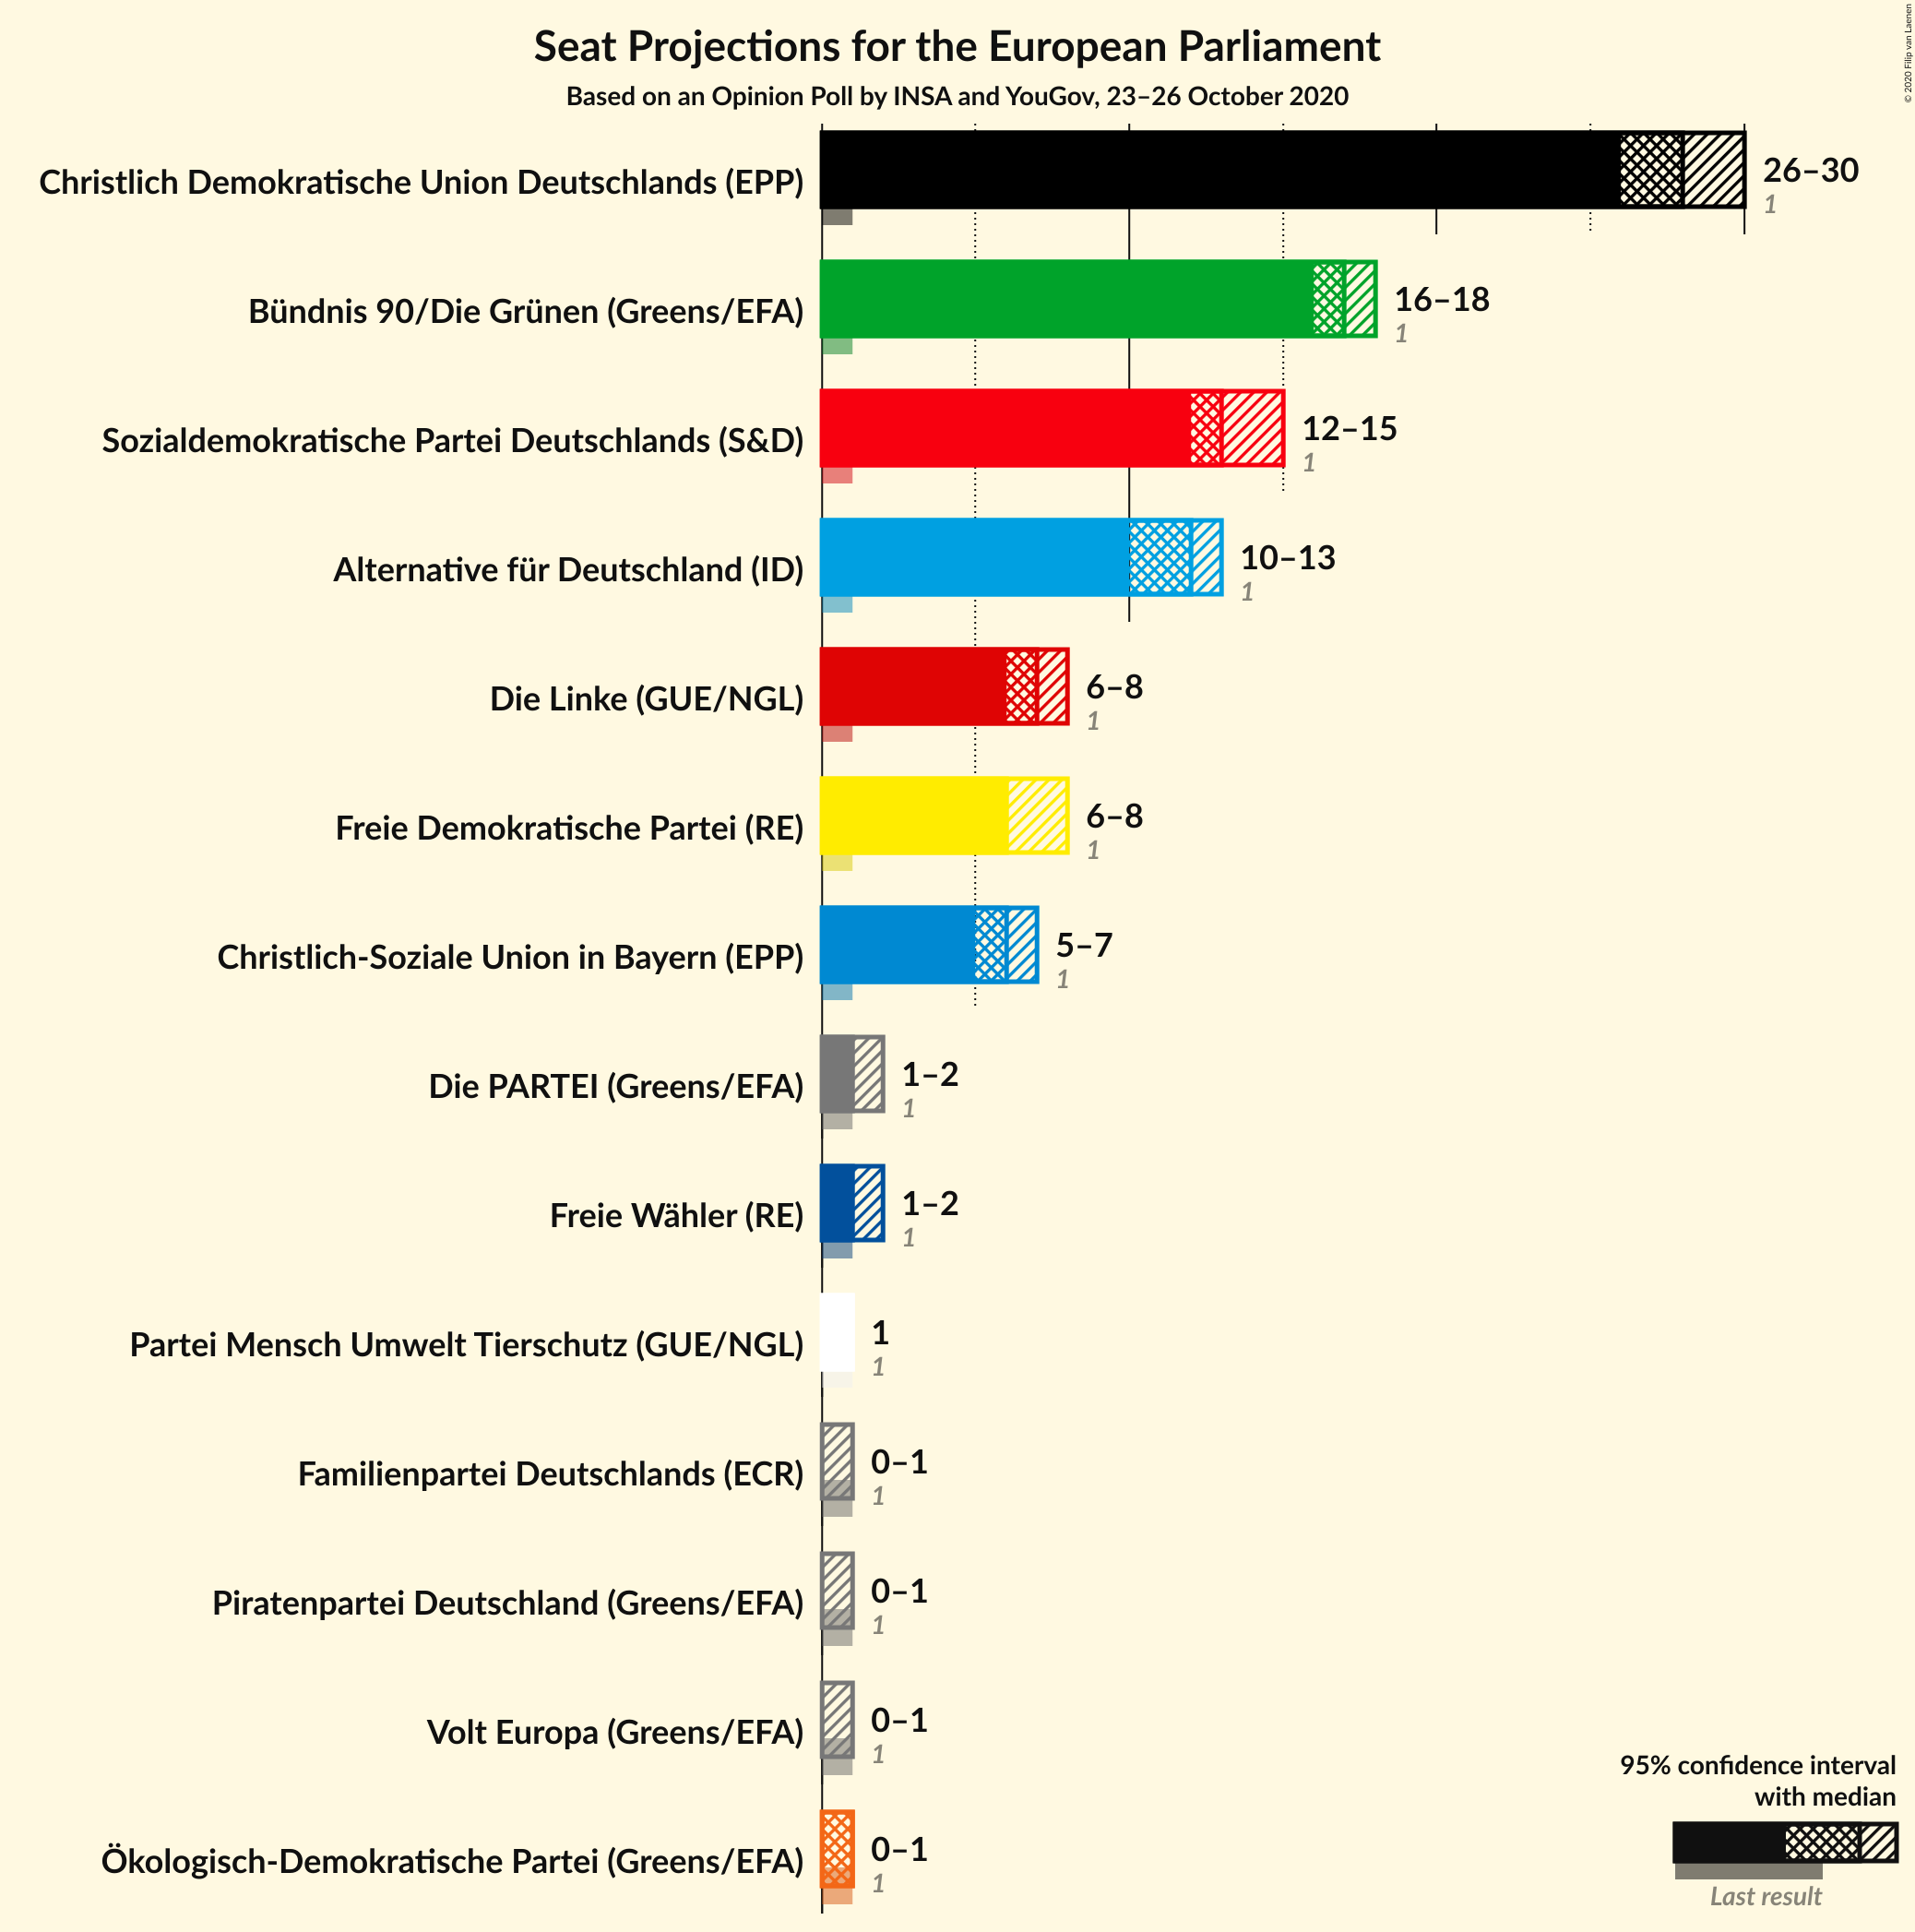 Seat Projections for the European Parliament
Based on an Opinion Poll by INSA and YouGov, 23–26 October 2020
© 2020 Filip van Laenen
Christlich Demokratische Union Deutschlands (EPP)
26–30
1
Bündnis 90/Die Grünen (Greens/EFA)
16–18
1
Sozialdemokratische Partei Deutschlands (S&D)
12–15
1
Alternative für Deutschland (ID)
10–13
1
Die Linke (GUE/NGL)
6–8
1
Freie Demokratische Partei (RE)
6–8
1
Christlich-Soziale Union in Bayern (EPP)
5–7
1
Die PARTEI (Greens/EFA)
1–2
1
Freie Wähler (RE)
1–2
1
Partei Mensch Umwelt Tierschutz (GUE/NGL)
1
1
Familienpartei Deutschlands (ECR)
0–1
1
Piratenpartei Deutschland (Greens/EFA)
0–1
1
Volt Europa (Greens/EFA)
0–1
1
Ökologisch-Demokratische Partei (Greens/EFA)
0–1
1
95% confidence interval
with median
Last result